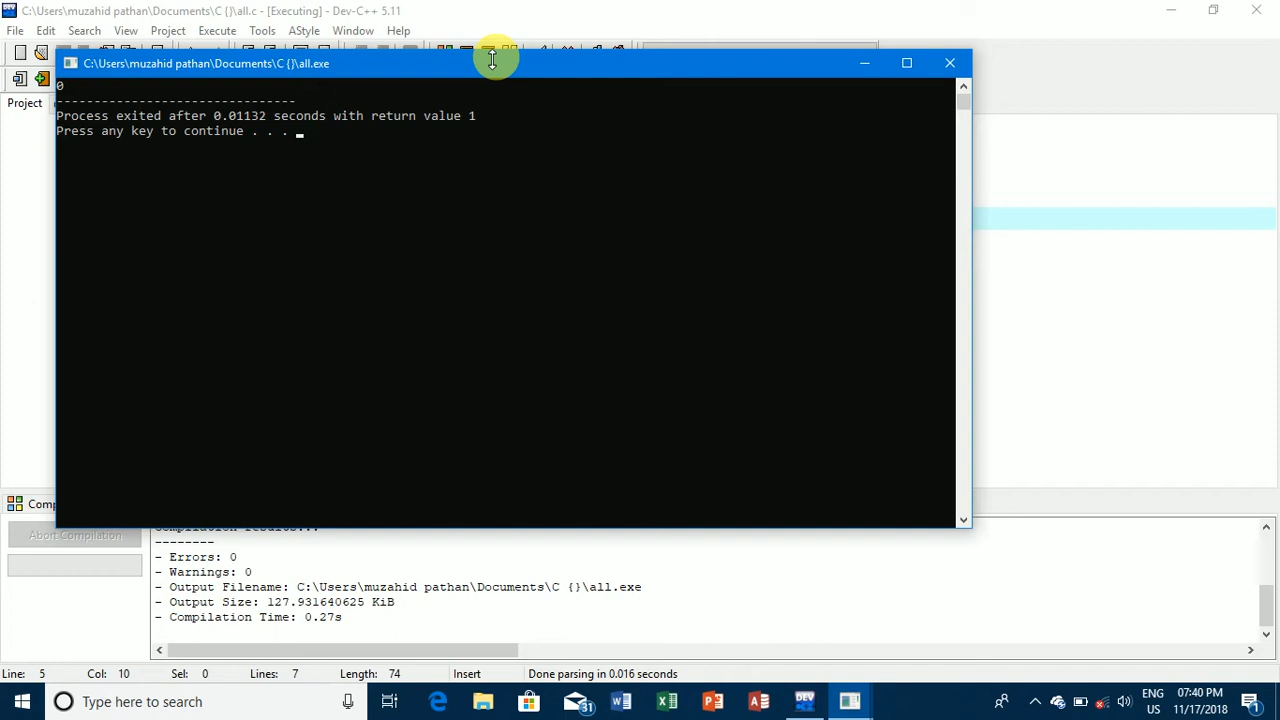 C:\Users\muzahid pathan\Documents\C {}\all.c - [Executing] - Dev-C++ 5.11
File Edit Search View Project Execute Tools AStyle Window Help
C:\Users\muzahid pathan\Documents\C {}\all.exe
Project
0
--------------------------------
Process exited after 0.01132 seconds with return value 1
Press any key to continue . . .
Comp
Abort Compilation
--------
- Errors: 0
- Warnings: 0
- Output Filename: C:\Users\muzahid pathan\Documents\C {}\all.exe
- Output Size: 127.931640625 KiB
- Compilation Time: 0.27s
Line: 5 Col: 10 Sel: 0 Lines: 7 Length: 74 Insert Done parsing in 0.016 seconds
Type here to search
31
ENG
US
07:40 PM
11/17/2018
1